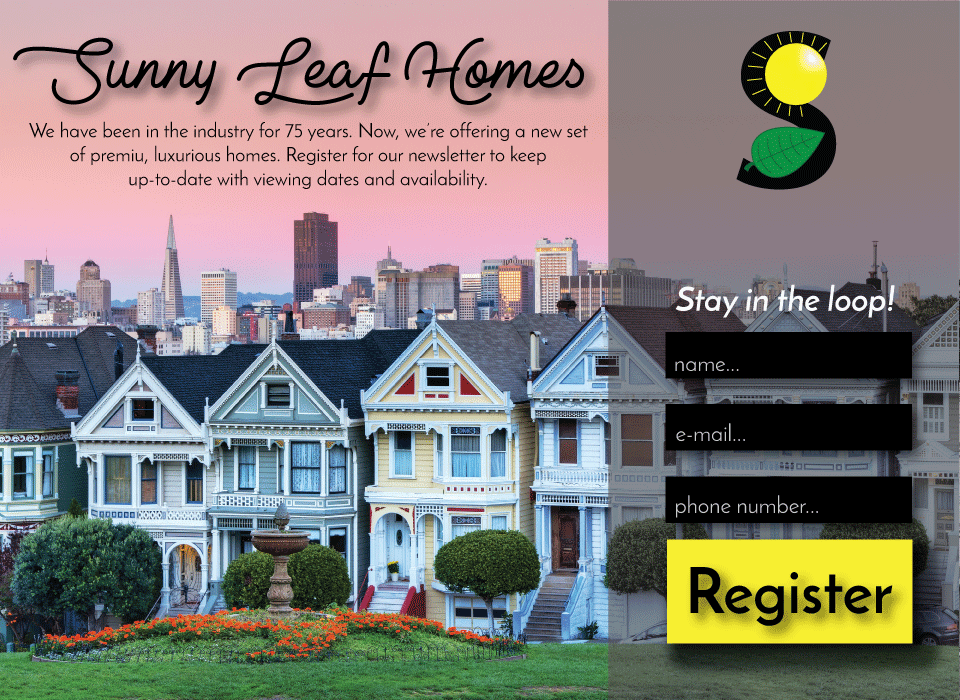 Sunny Leaf Homes
We have been in the industry for 75 years. Now, we're offering a new set
of premiu, luxurious homes. Register for our newsletter to keep
up-to-date with viewing dates and availability.
Stay in the loop!
name...
e-mail...
phone number...
Register